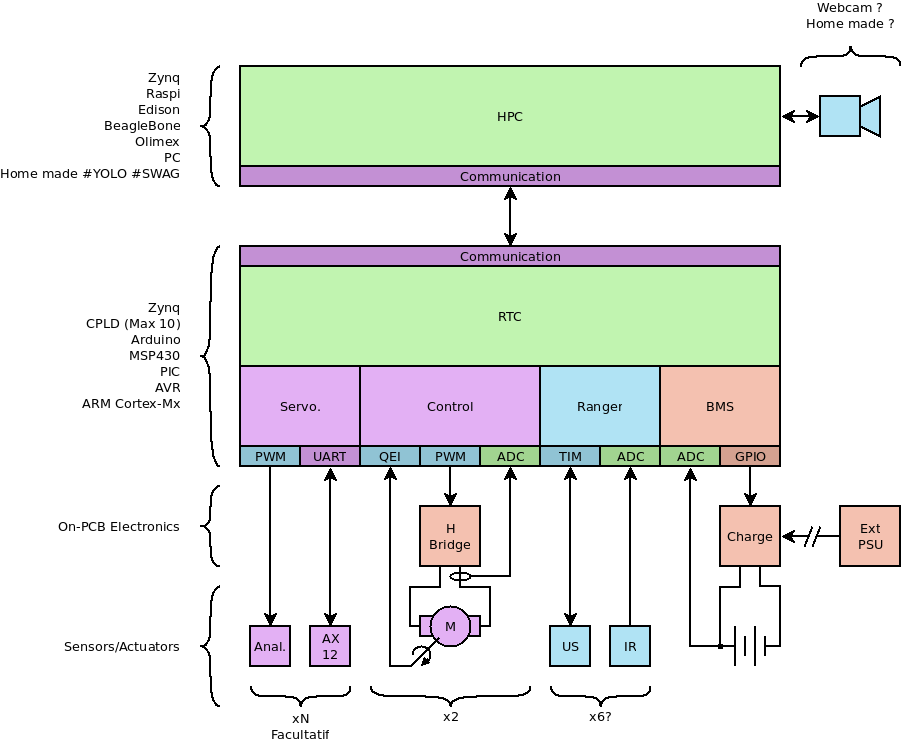 Webcam ?
Home made ?
Zynq
Raspi
Edison
BeagleBone
Olimex
PC
Home made #YOLO #SWAG
HPC
Communication
Communication
RTC
Zynq
CPLD (Max 10)
Arduino
MSP430
PIC
AVR
ARM Cortex-Mx
Servo.
Control
Ranger
BMS
PWM
UART
QEI
PWM
ADC
TIM
ADC
ADC
GPIO
On-PCB Electronics
H
Bridge
Charge
Ext
PSU
Sensors/Actuators
Anal.
AX
12
M
US
IR
xN
Facultatif
x2
x6?